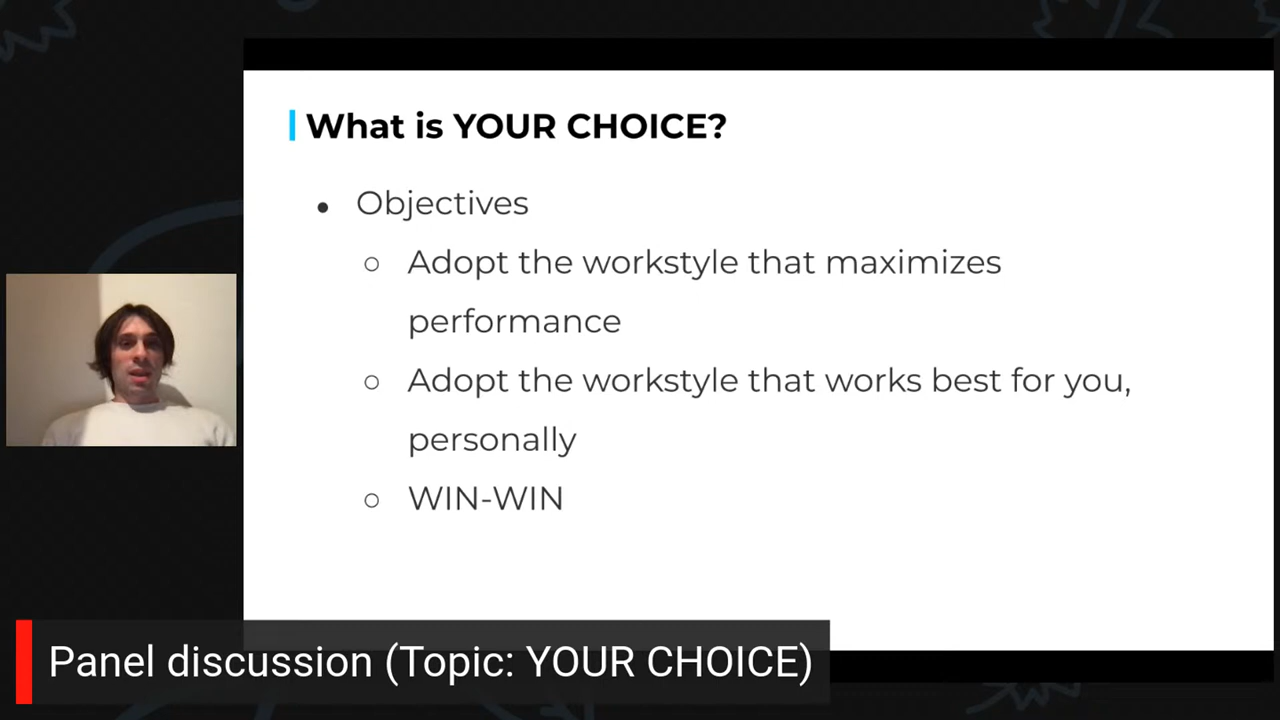 What is YOUR CHOICE?
● Objectives
○ Adopt the workstyle that maximizes
performance
○ Adopt the workstyle that works best for you,
personally
○ WIN-WIN
Panel discussion (Topic: YOUR CHOICE)